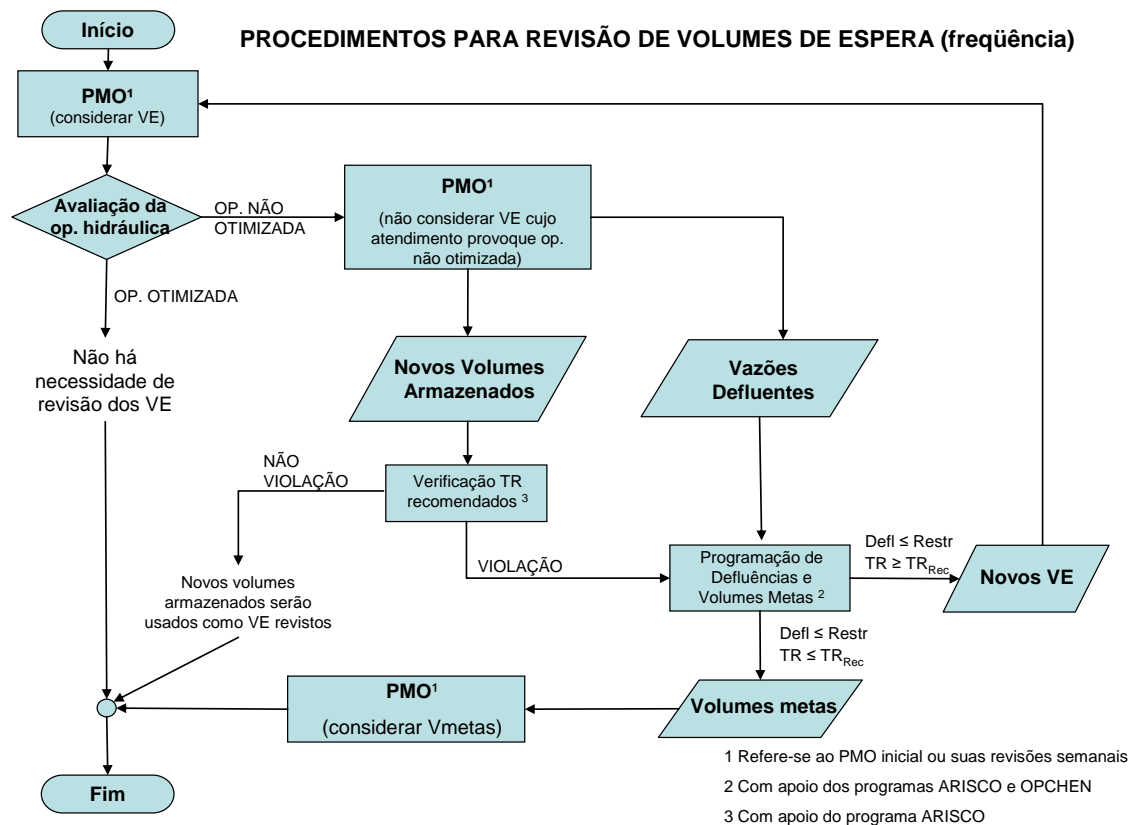 Início
PROCEDIMENTOS PARA REVISÃO DE VOLUMES DE ESPERA (freqüência)
PMO¹
(considerar VE)
Avaliação da
op. hidráulica
OP. NÃO
OTIMIZADA
PMO¹
(não considerar VE cujo
atendimento provoque op.
não otimizada)
OP. OTIMIZADA
Não há
necessidade de
revisão dos VE
Novos Volumes
Armazenados
Vazões
Defluentes
NÃO
VIOLAÇÃO
Verificação TR
recomendados ³
VIOLAÇÃO
Programação de
Defluências e
Volumes Metas ²
Defl ≤ Restr
TR ≥ TRRec
Novos VE
Novos volumes
armazenados serão
usados como VE revistos
Defl ≤ Restr
TR ≤ TRRec
PMO¹
(considerar Vmetas)
Volumes metas
Fim
1 Refere-se ao PMO inicial ou suas revisões semanais
2 Com apoio dos programas ARISCO e OPCHEN
3 Com apoio do programa ARISCO